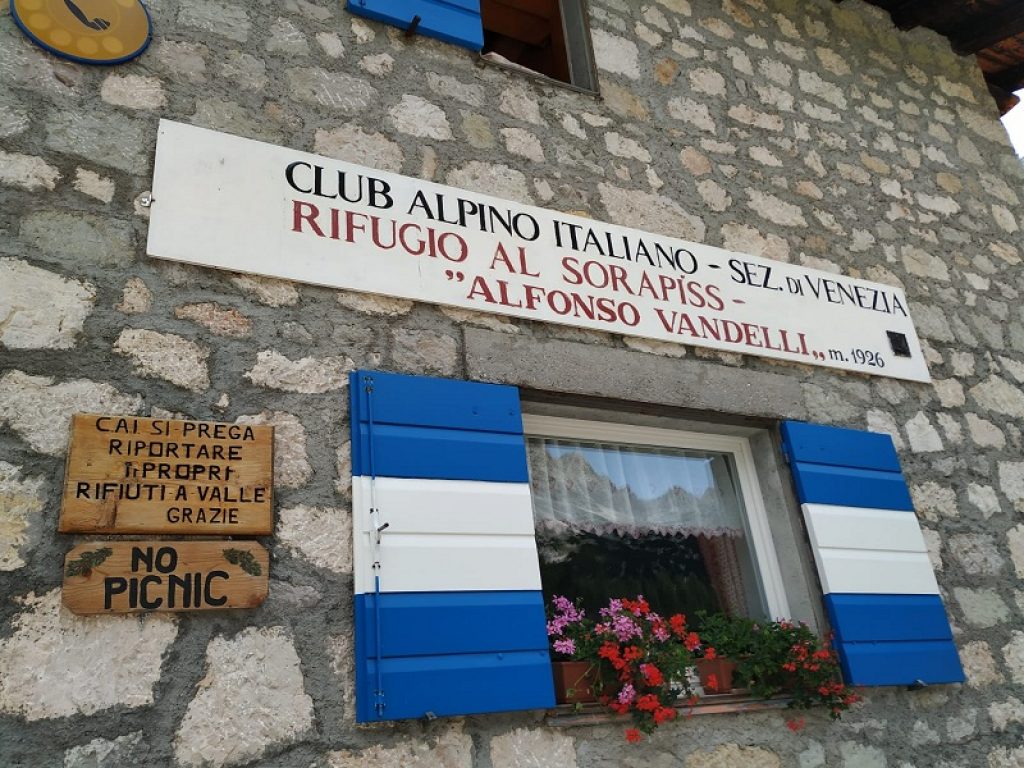 CLUB ALPINO ITALIANO - SEZ. DI VENEZIA
RIFUGIO AL SORAPISS -
"ALFONSO VANDELLI" m. 1926
CAI SI PREGA
RIPORTARE
I PROPRI
RIFIUTI A VALLE
GRAZIE
NO
PICNIC